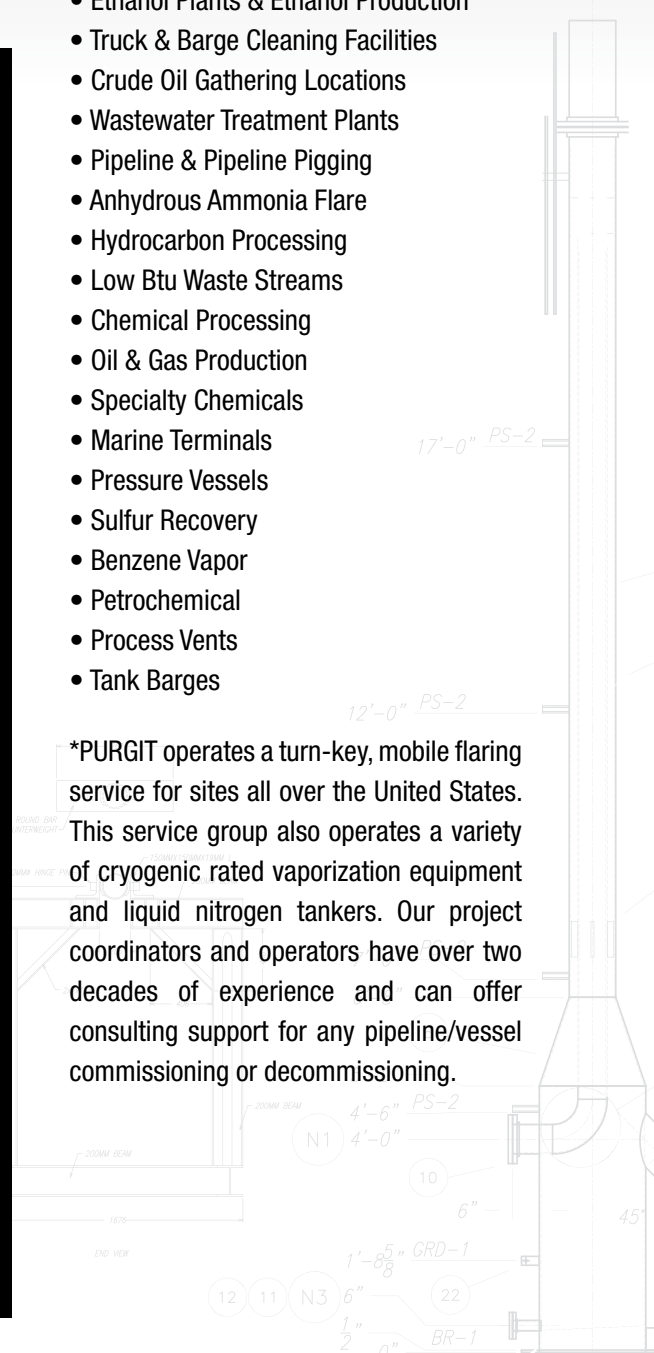 • Ethanol Plants & Ethanol Production
• Truck & Barge Cleaning Facilities
• Crude Oil Gathering Locations
• Wastewater Treatment Plants
• Pipeline & Pipeline Pigging
• Anhydrous Ammonia Flare
• Hydrocarbon Processing
• Low Btu Waste Streams
• Chemical Processing
• Oil & Gas Production
• Specialty Chemicals
• Marine Terminals
• Pressure Vessels
• Sulfur Recovery
• Benzene Vapor
• Petrochemical
• Process Vents
• Tank Barges
17'-0" PS-2
12'-0" PS-2
*PURGIT operates a turn-key, mobile flaring
service for sites all over the United States.
This service group also operates a variety
of cryogenic rated vaporization equipment
and liquid nitrogen tankers. Our project
coordinators and operators have over two
decades of experience and can offer
consulting support for any pipeline/vessel
commissioning or decommissioning.
ROUND BAR
200MM BEAM
4'-6" PS-2
N1 4'-0"
200MM BEAM
10
6"
45°
1878
END VIEW
1'-8 5/8" GRD-1
12 11 N3 6"
22
1/2"
BR-1